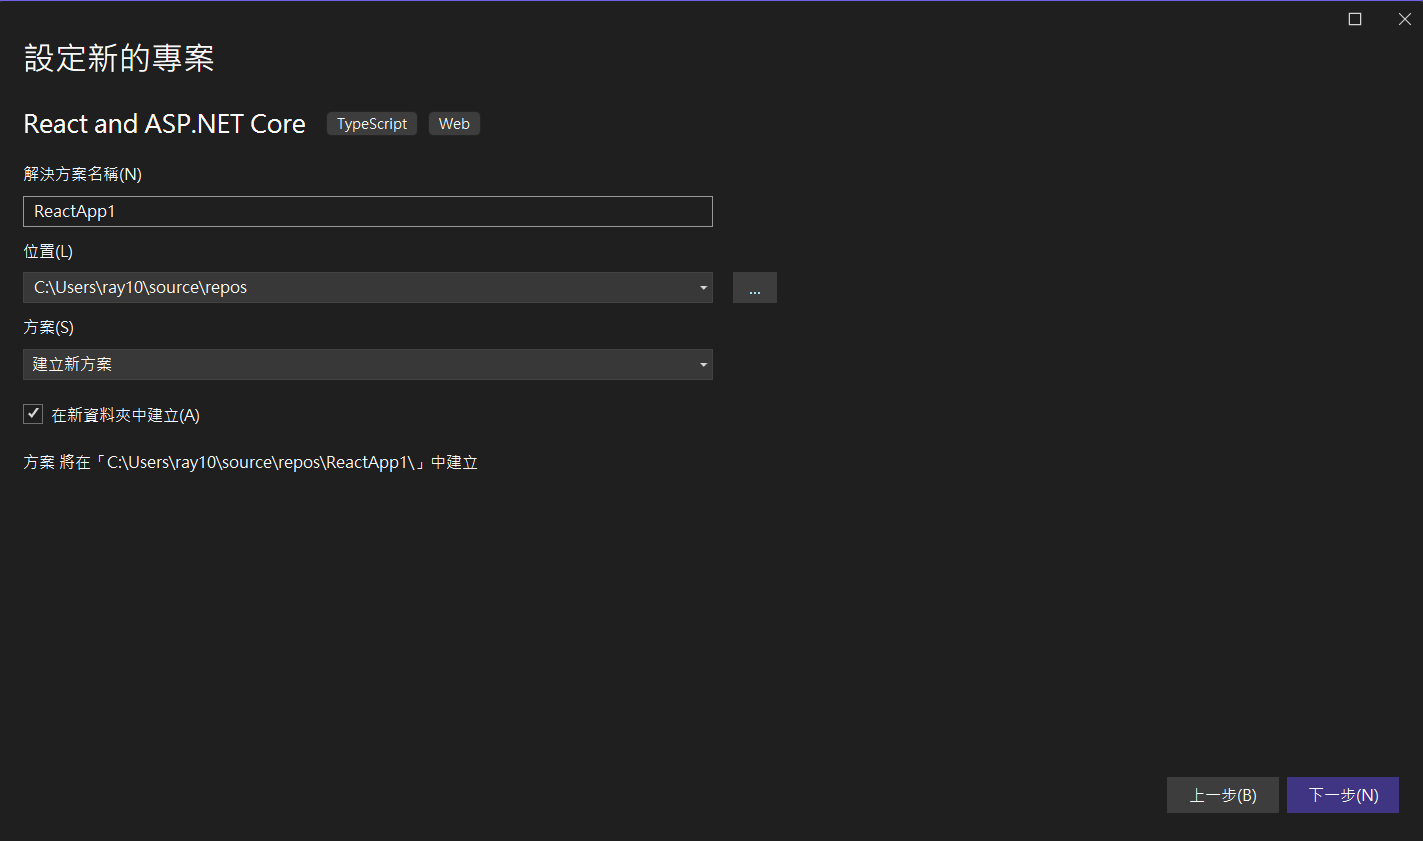 設定新的專案
React and ASP.NET Core TypeScript Web
解決方案名稱(N)
ReactApp1
位置(L)
C:\Users\ray10\source\repos
...
方案(S)
建立新方案
在新資料夾中建立(A)
方案 將在「C:\Users\ray10\source\repos\ReactApp1\」中建立
上一步(B) 下一步(N)